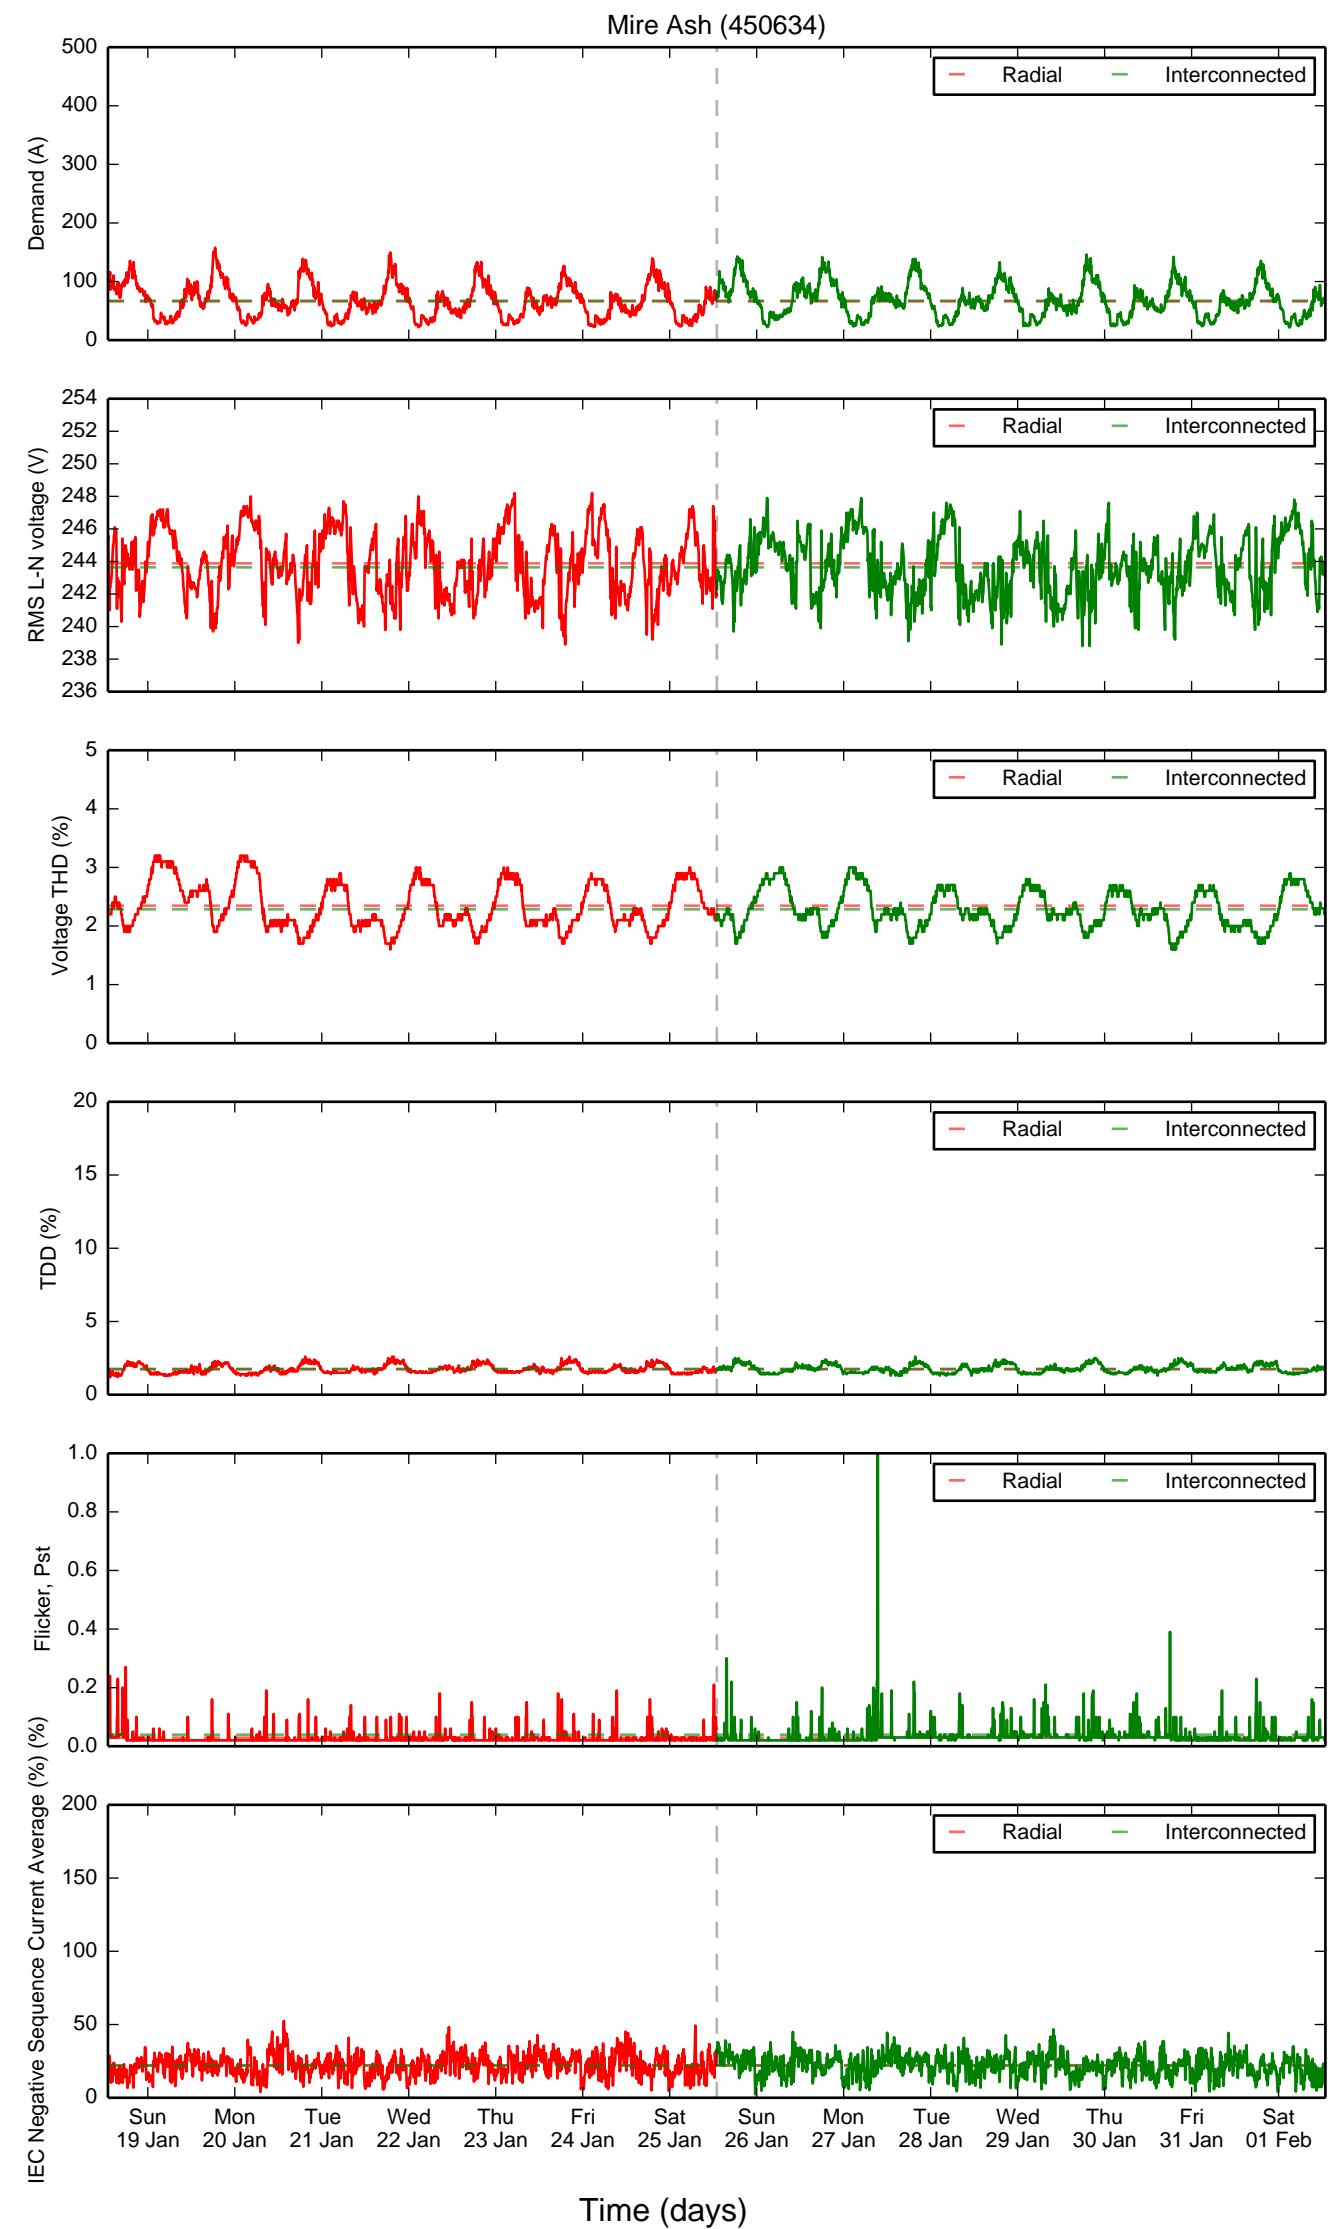 Mire Ash (450634)
500
400
300
200
100
0
Demand (A)
Radial Interconnected
254
252
250
248
246
244
242
240
238
236
RMS L-N voltage (V)
Radial Interconnected
5
4
3
2
1
0
Voltage THD (%)
Radial Interconnected
20
15
10
5
0
TDD (%)
Radial Interconnected
1.0
0.8
0.6
0.4
0.2
0.0
Flicker, Pst
Radial Interconnected
200
150
100
50
0
IEC Negative Sequence Current Average (%) (%)
Radial Interconnected
Sun Mon Tue Wed Thu Fri Sat Sun Mon Tue Wed Thu Fri Sat
19 Jan 20 Jan 21 Jan 22 Jan 23 Jan 24 Jan 25 Jan 26 Jan 27 Jan 28 Jan 29 Jan 30 Jan 31 Jan 01 Feb
Time (days)